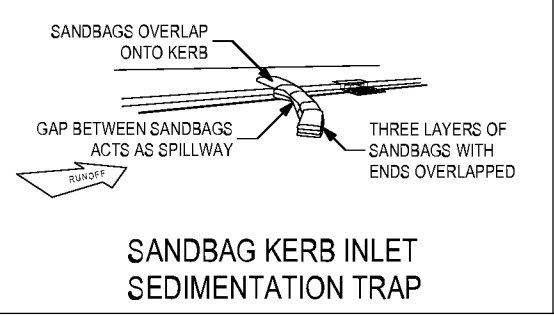 SANDBAGS OVERLAP
ONTO KERB
GAP BETWEEN SANDBAGS
ACTS AS SPILLWAY
THREE LAYERS OF
SANDBAGS WITH
ENDS OVERLAPPED
RUNOFF
SANDBAG KERB INLET
SEDIMENTATION TRAP